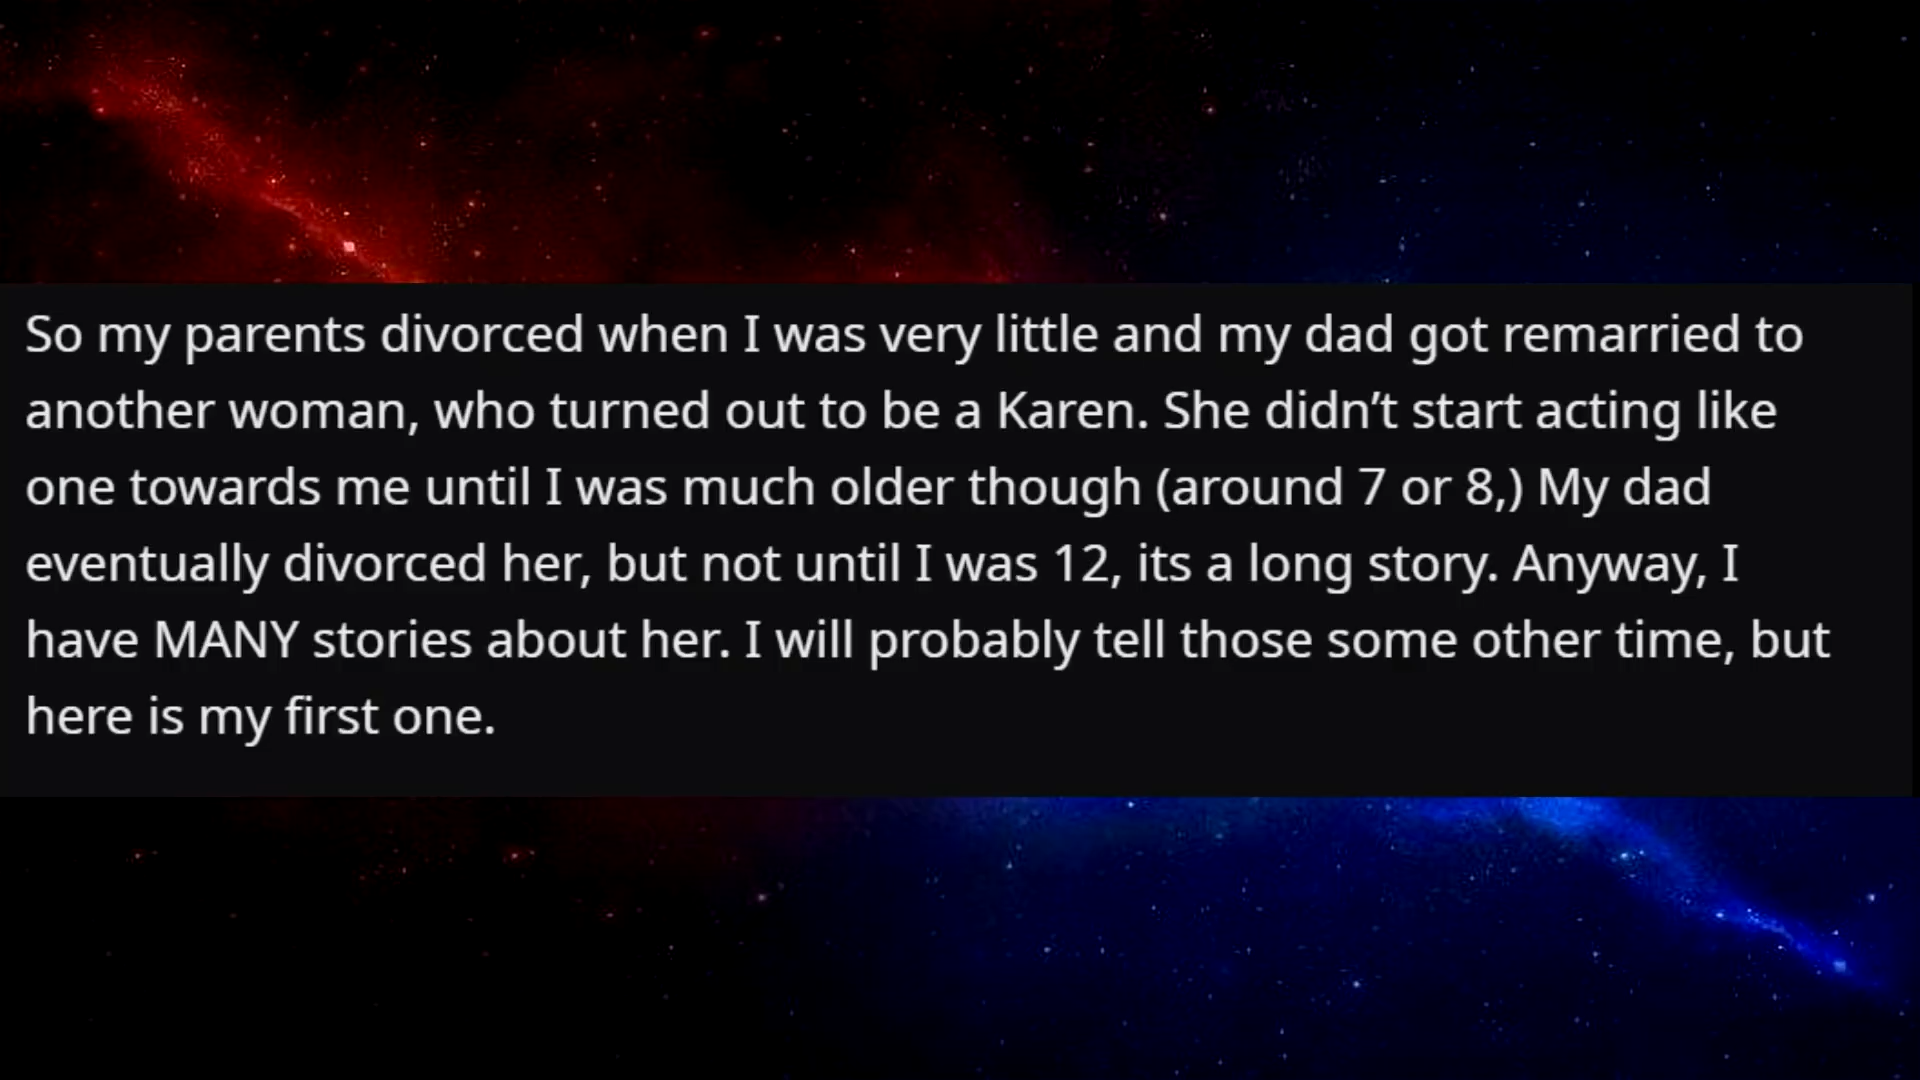 So my parents divorced when I was very little and my dad got remarried to
another woman, who turned out to be a Karen. She didn’t start acting like
one towards me until I was much older though (around 7 or 8,) My dad
eventually divorced her, but not until I was 12, its a long story. Anyway, I
have MANY stories about her. I will probably tell those some other time, but
here is my first one.